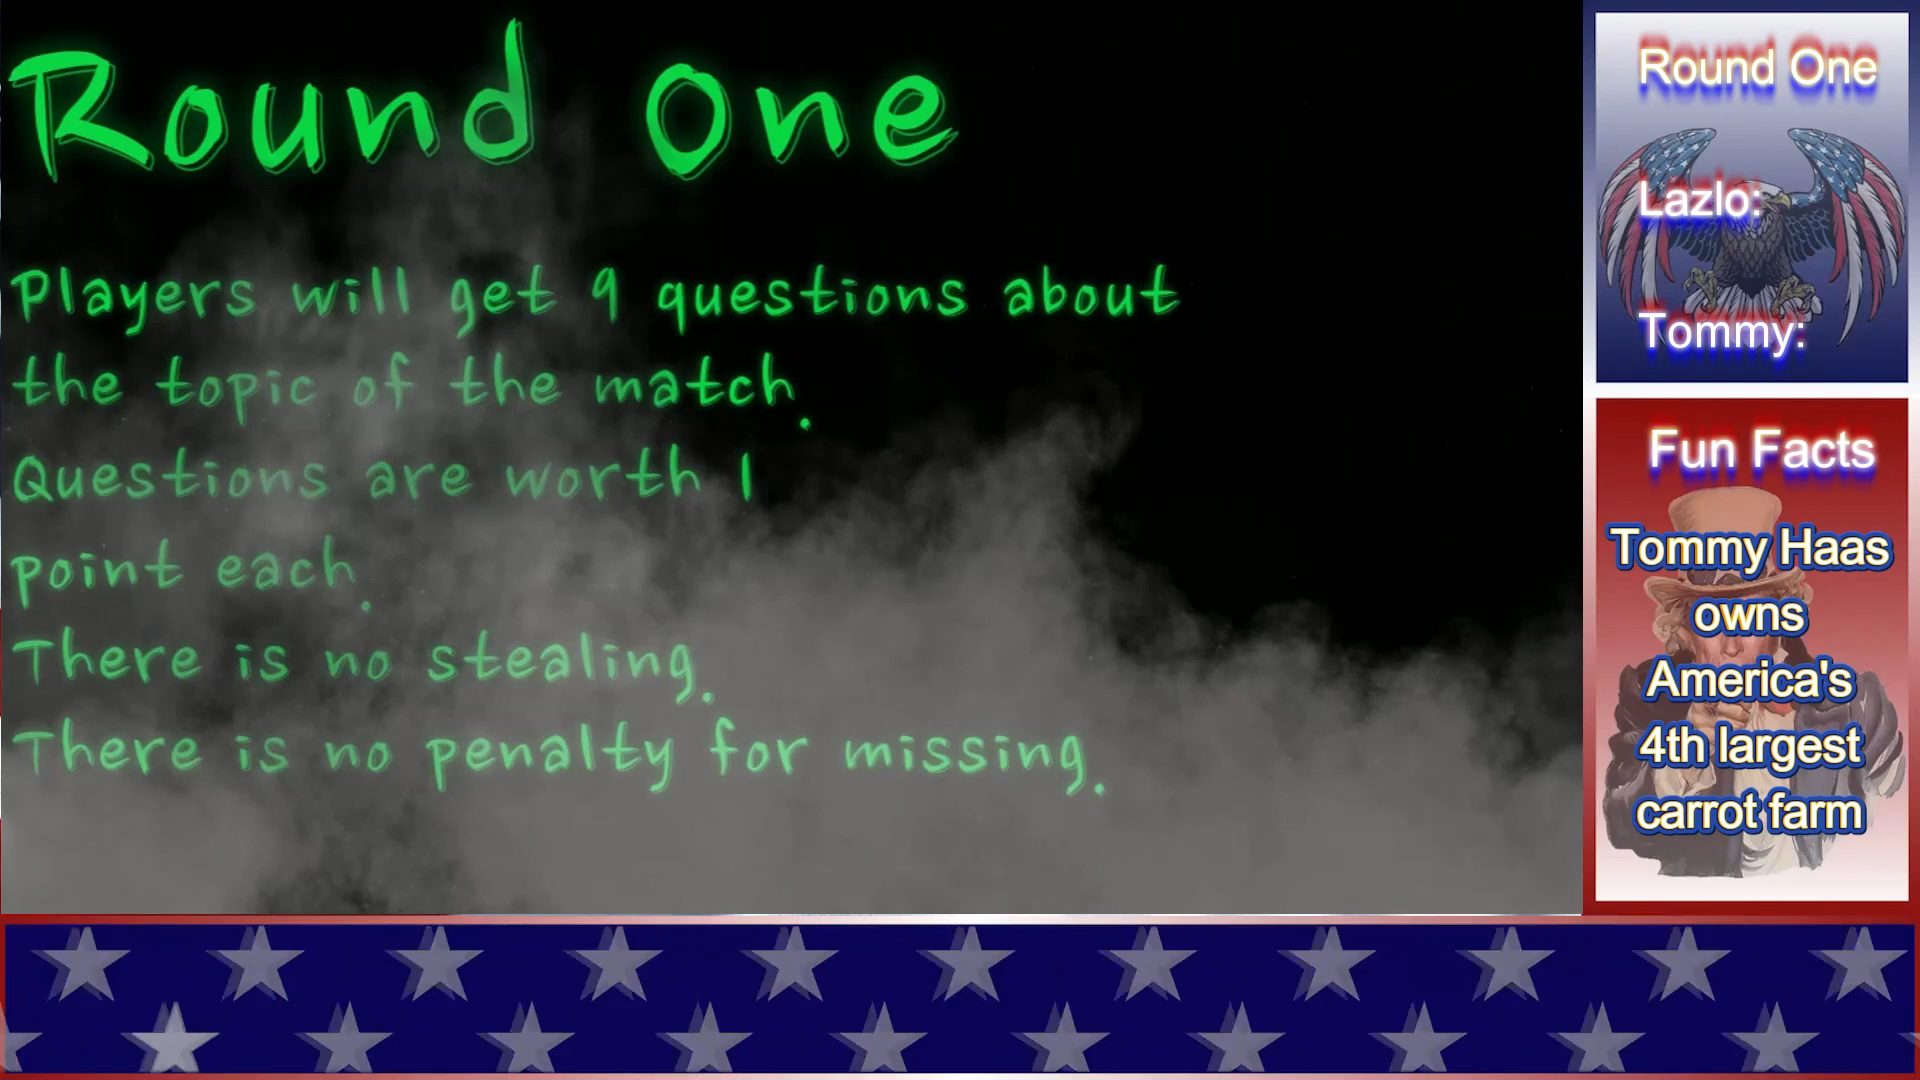 Round One
Players will get 9 questions about
the topic of the match.
Questions are worth 1
point each.
There is no stealing.
There is no penalty for missing.
Round One
Lazlo:
Tommy:
Fun Facts
Tommy Haas
owns
America's
4th largest
carrot farm